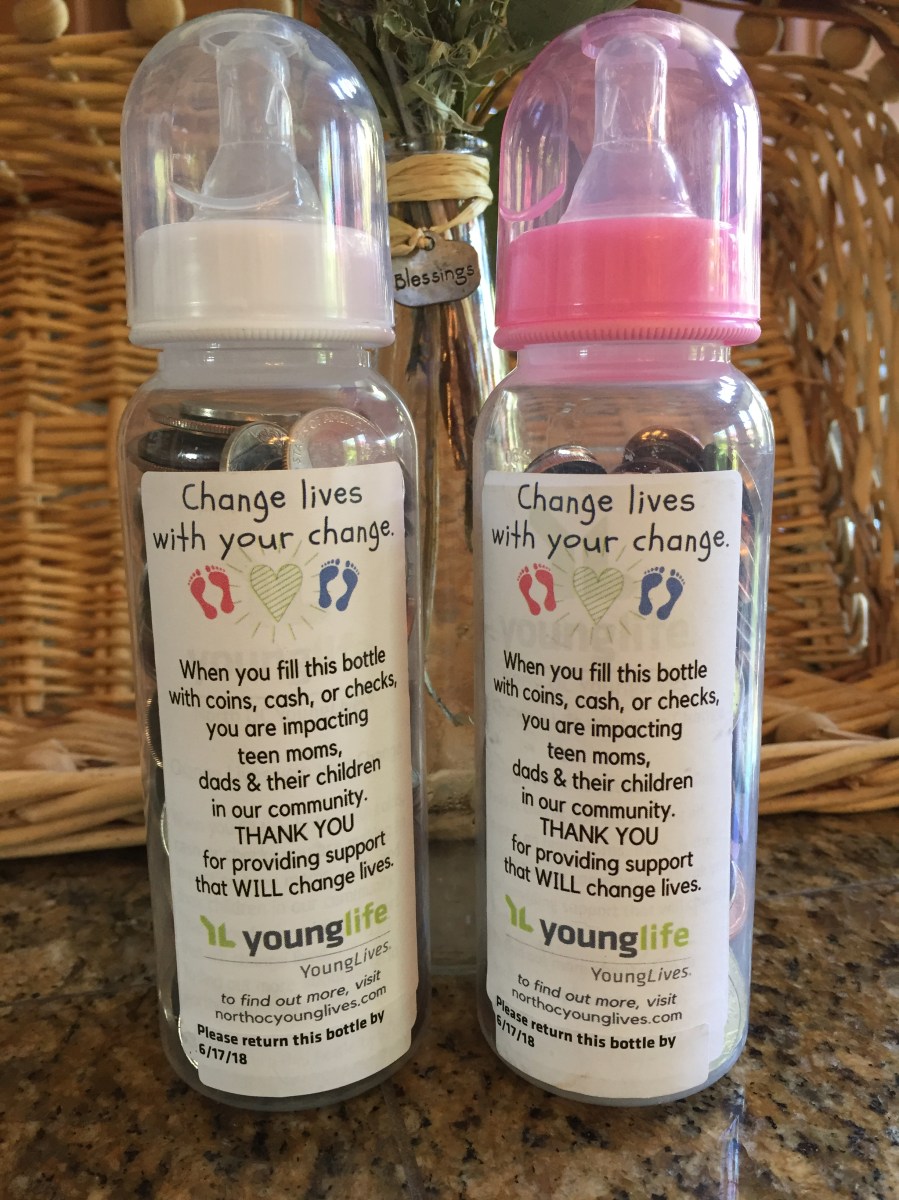 Blessings
Change lives
with your change.
When you fill this bottle
with coins, cash, or checks,
you are impacting
teen moms,
dads & their children
in our community.
THANK YOU
for providing support
that WILL change lives.
YL younglife
YoungLives.
to find out more, visit
northocyounglives.com
Please return this bottle by
6/17/18
Change lives
with your change.
younglife
When you fill this bottle
with coins, cash, or checks,
you are impacting
teen moms,
dads & their children
in our community.
THANK YOU
for providing support
that WILL change lives.
YL younglife
YoungLives.
to find out more, visit
northocyounglives.com
Please return this bottle by
6/17/18